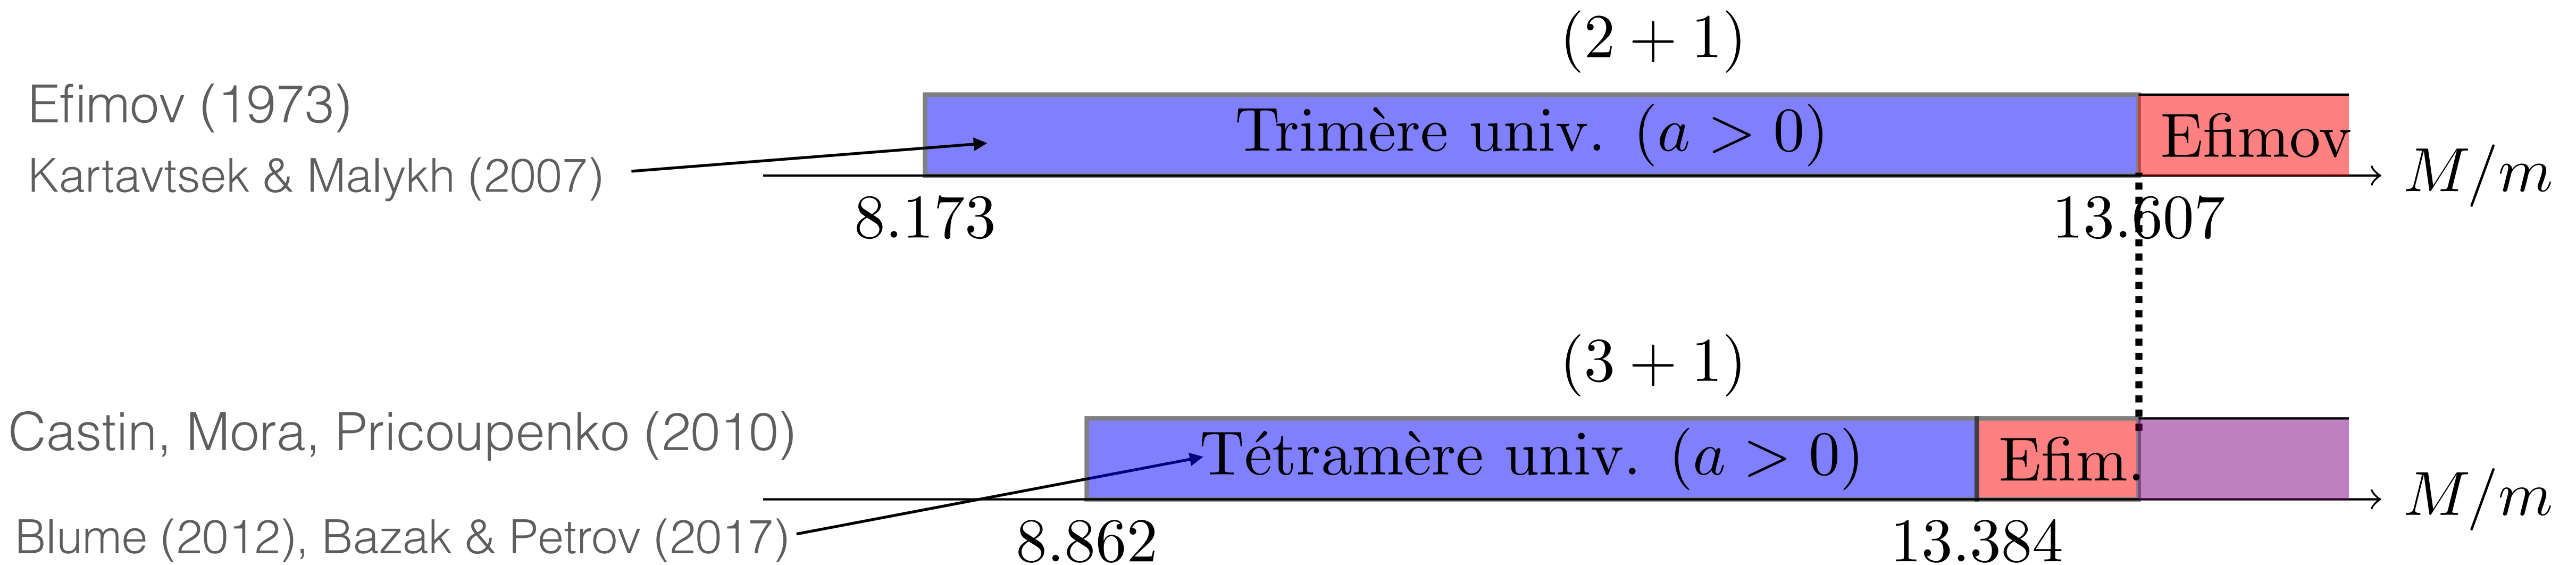 (2 + 1)
Efimov (1973)
Trimère univ. (a > 0)
Efimov
Kartavtsek & Malykh (2007)
M/m
8.173
13.607
(3 + 1)
Castin, Mora, Pricoupenko (2010)
Tétramère univ. (a > 0)
Efim.
M/m
Blume (2012), Bazak & Petrov (2017)
8.862
13.384